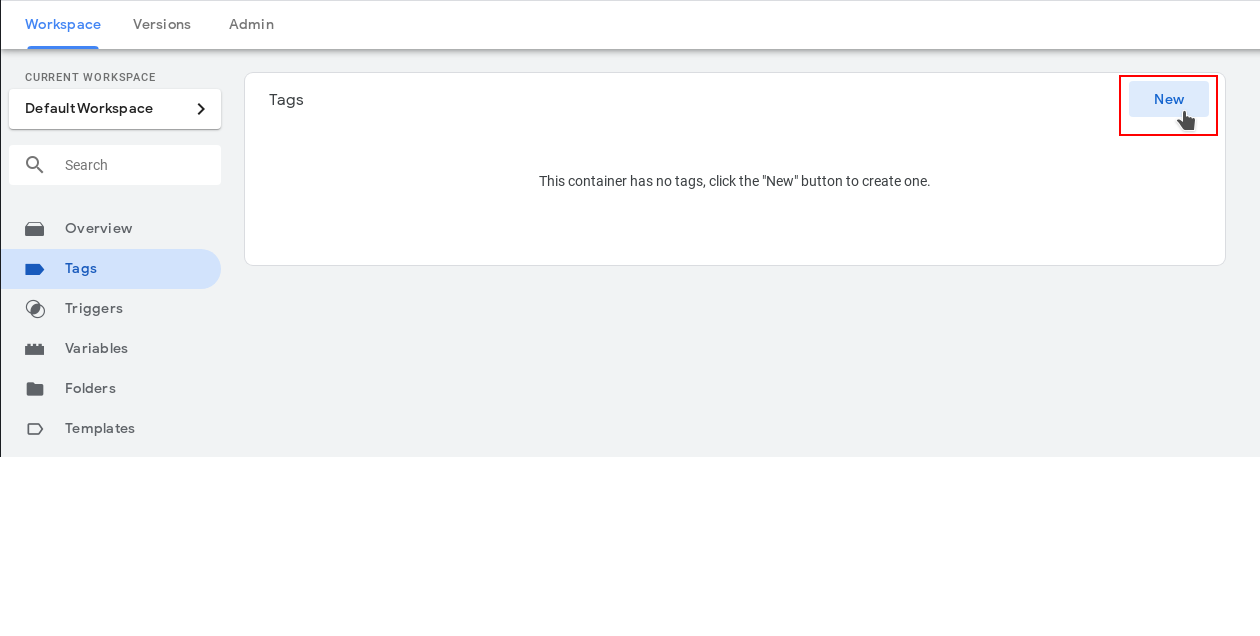 Workspace Versions Admin
CURRENT WORKSPACE
Default Workspace
Search
Overview
Tags
Triggers
Variables
Folders
Templates
Tags
New
This container has no tags, click the "New" button to create one.